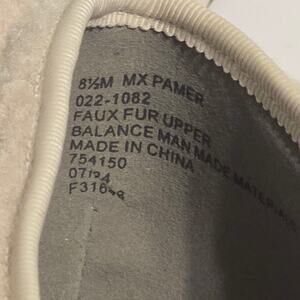 8½M MX PAMER
022-1082
FAUX FUR UPPER
BALANCE MAN MADE MATERIALS
MADE IN CHINA
754150